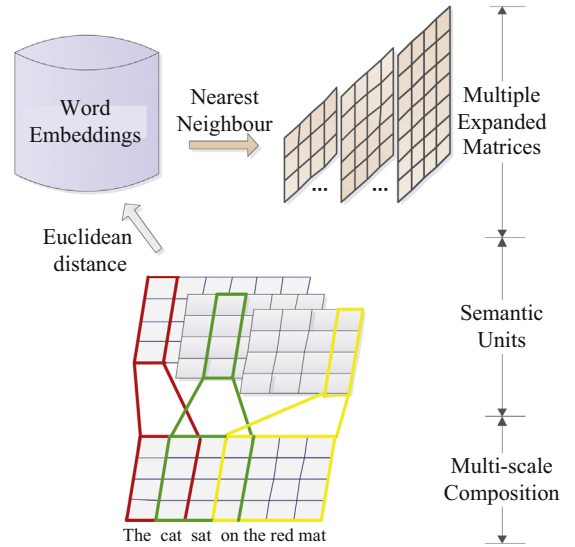 Word
Embeddings
Nearest
Neighbour
...
...
Multiple
Expanded
Matrices
Euclidean
distance
Semantic
Units
Multi-scale
Composition
The cat sat on the red mat